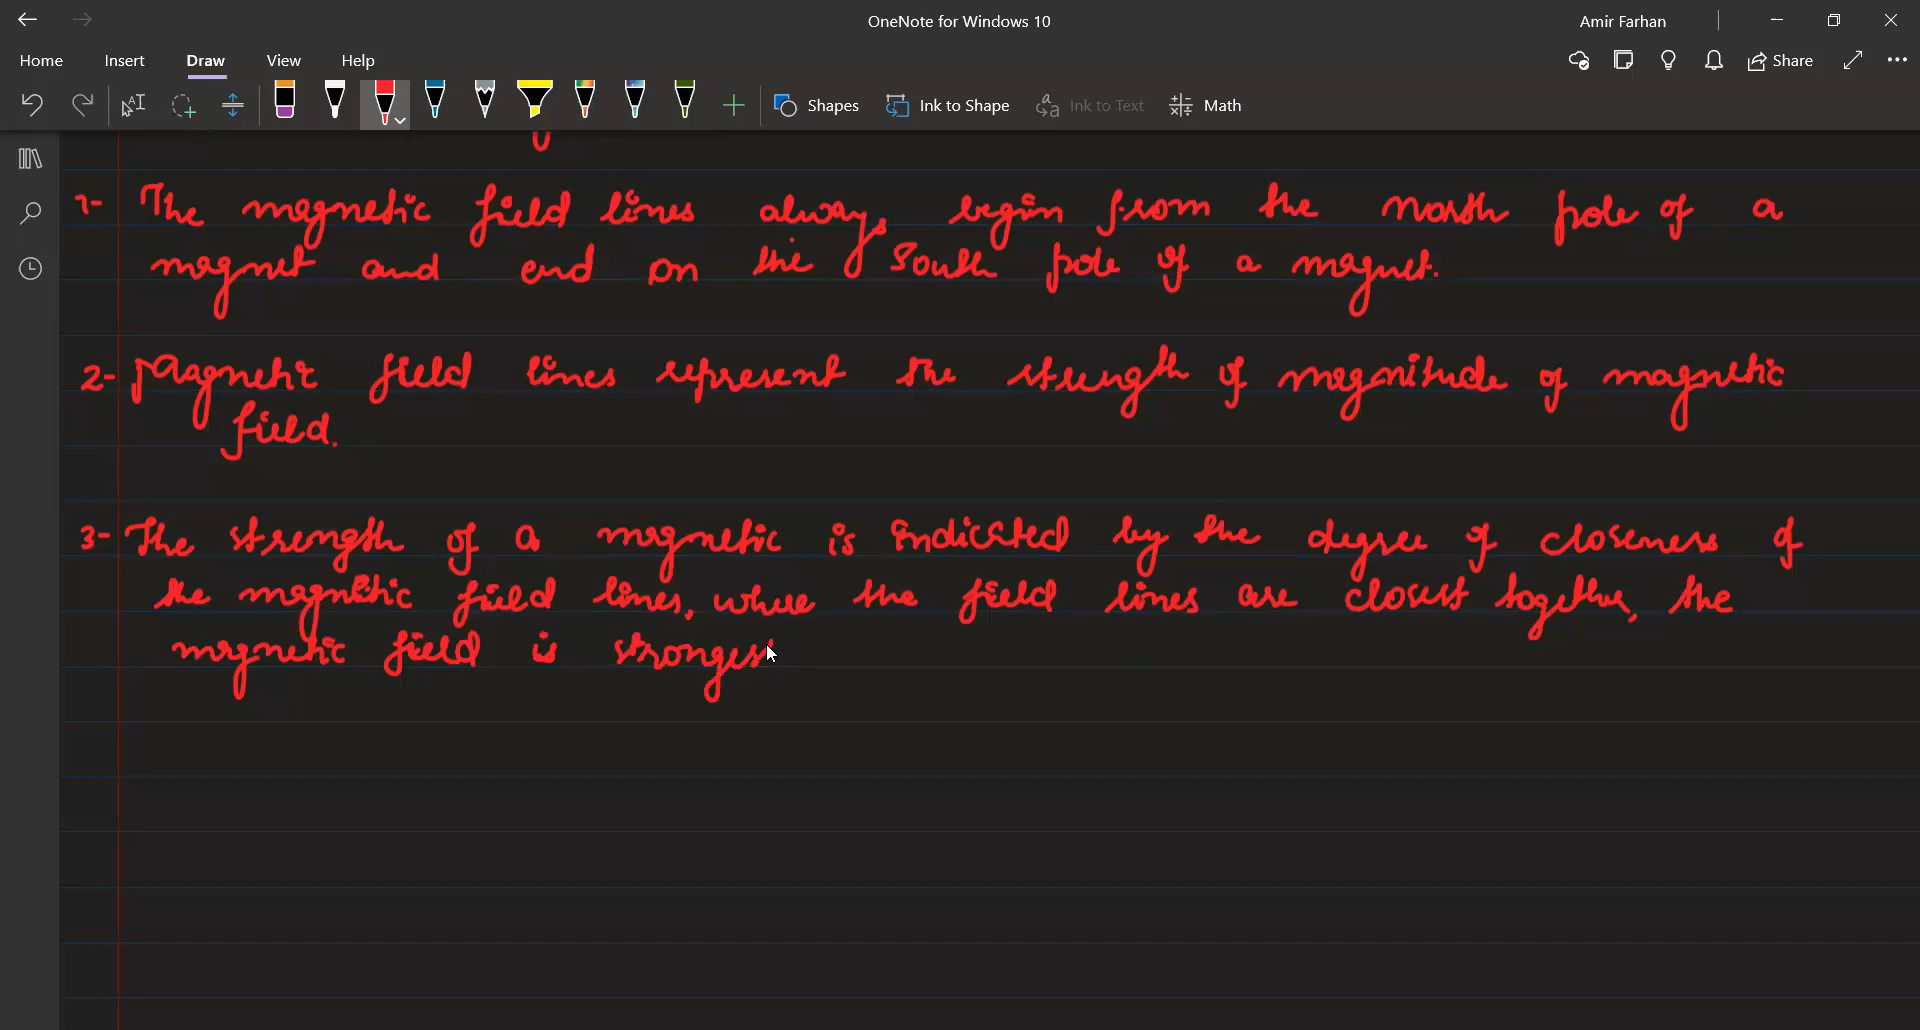 OneNote for Windows 10
Amir Farhan
Home Insert Draw View Help
Share
Shapes Ink to Shape Ink to Text Math
1- The magnetic field lines always begin from the north pole of a
magnet and end on the South pole of a magnet.
2- Magnetic field lines represent the strength of magnitude of magnetic
field.
3- The strength of a magnetic is indicated by the degree of closeness of
the magnetic field lines, where the field lines are closest together, the
magnetic field is strongest